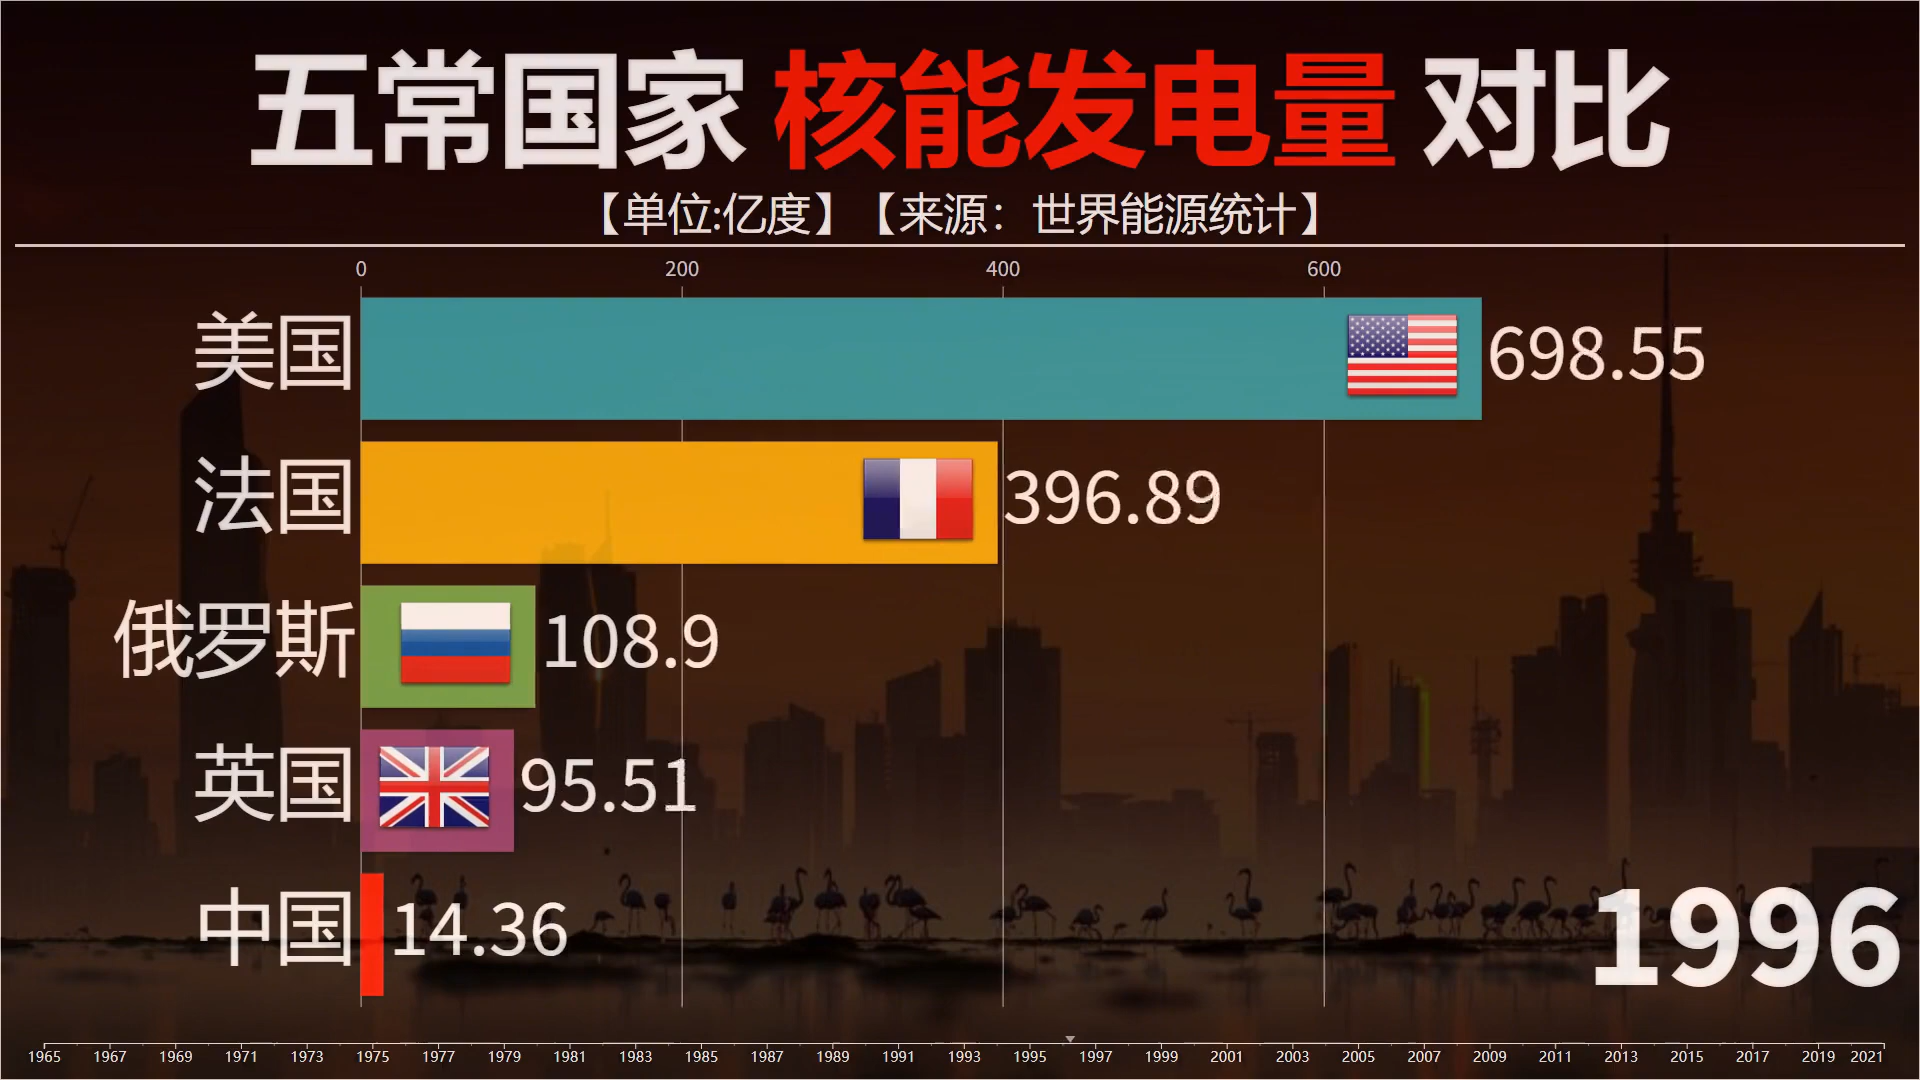 五常国家 核能发电量 对比
【单位:亿度】【来源：世界能源统计】
0 200 400 600
美国 698.55
法国 396.89
俄罗斯 108.9
英国 95.51
中国 14.36
1996
1965 1967 1969 1971 1973 1975 1977 1979 1981 1983 1985 1987 1989 1991 1993 1995 1997 1999 2001 2003 2005 2007 2009 2011 2013 2015 2017 2019 2021